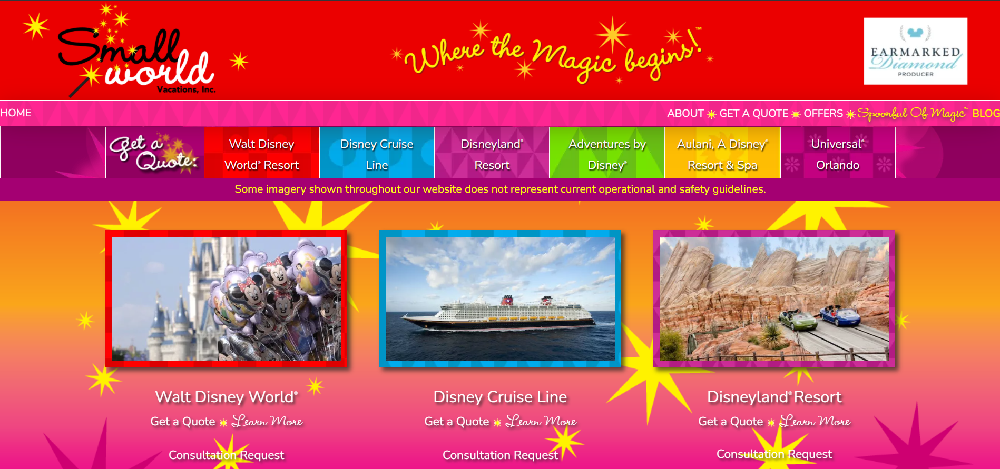 Small
world
Vacations, Inc.
Where the Magic begins!™
EARMARKED
Diamond
PRODUCER
HOME
ABOUT GET A QUOTE OFFERS Spoonful Of Magic℠ BLOG
Get a
Quote:
Walt Disney
World® Resort
Disney Cruise
Line
Disneyland®
Resort
Adventures by
Disney®
Aulani, A Disney®
Resort & Spa
Universal®
Orlando
Some imagery shown throughout our website does not represent current operational and safety guidelines.
Walt Disney World®
Get a Quote Learn More
Consultation Request
Disney Cruise Line
Get a Quote Learn More
Consultation Request
Disneyland® Resort
Get a Quote Learn More
Consultation Request